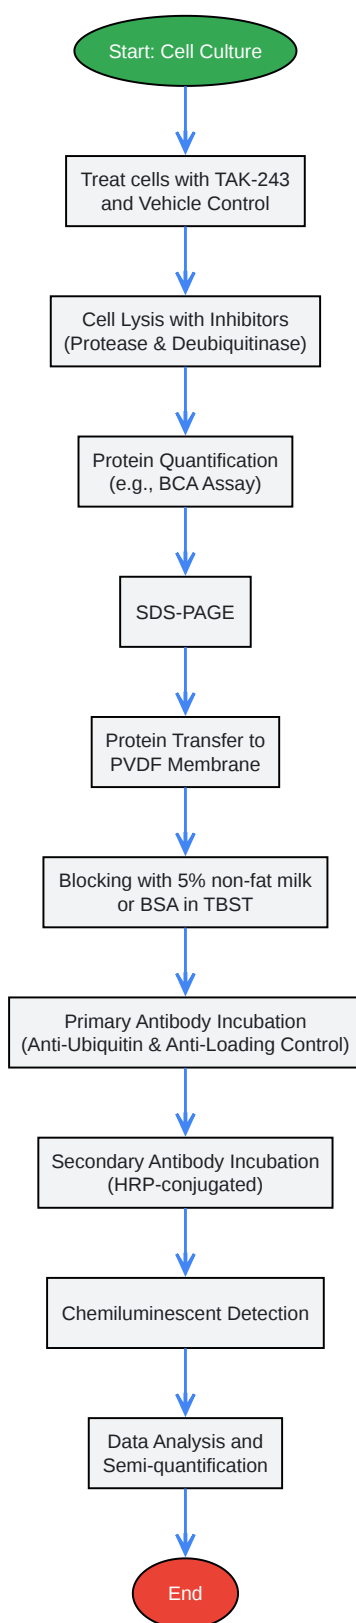 Start: Cell Culture
Treat cells with TAK-243
and Vehicle Control
Cell Lysis with Inhibitors
(Protease & Deubiquitinase)
Protein Quantification
(e.g., BCA Assay)
SDS-PAGE
Protein Transfer to
PVDF Membrane
Blocking with 5% non-fat milk
or BSA in TBST
Primary Antibody Incubation
(Anti-Ubiquitin & Anti-Loading Control)
Secondary Antibody Incubation
(HRP-conjugated)
Chemiluminescent Detection
Data Analysis and
Semi-quantification
End